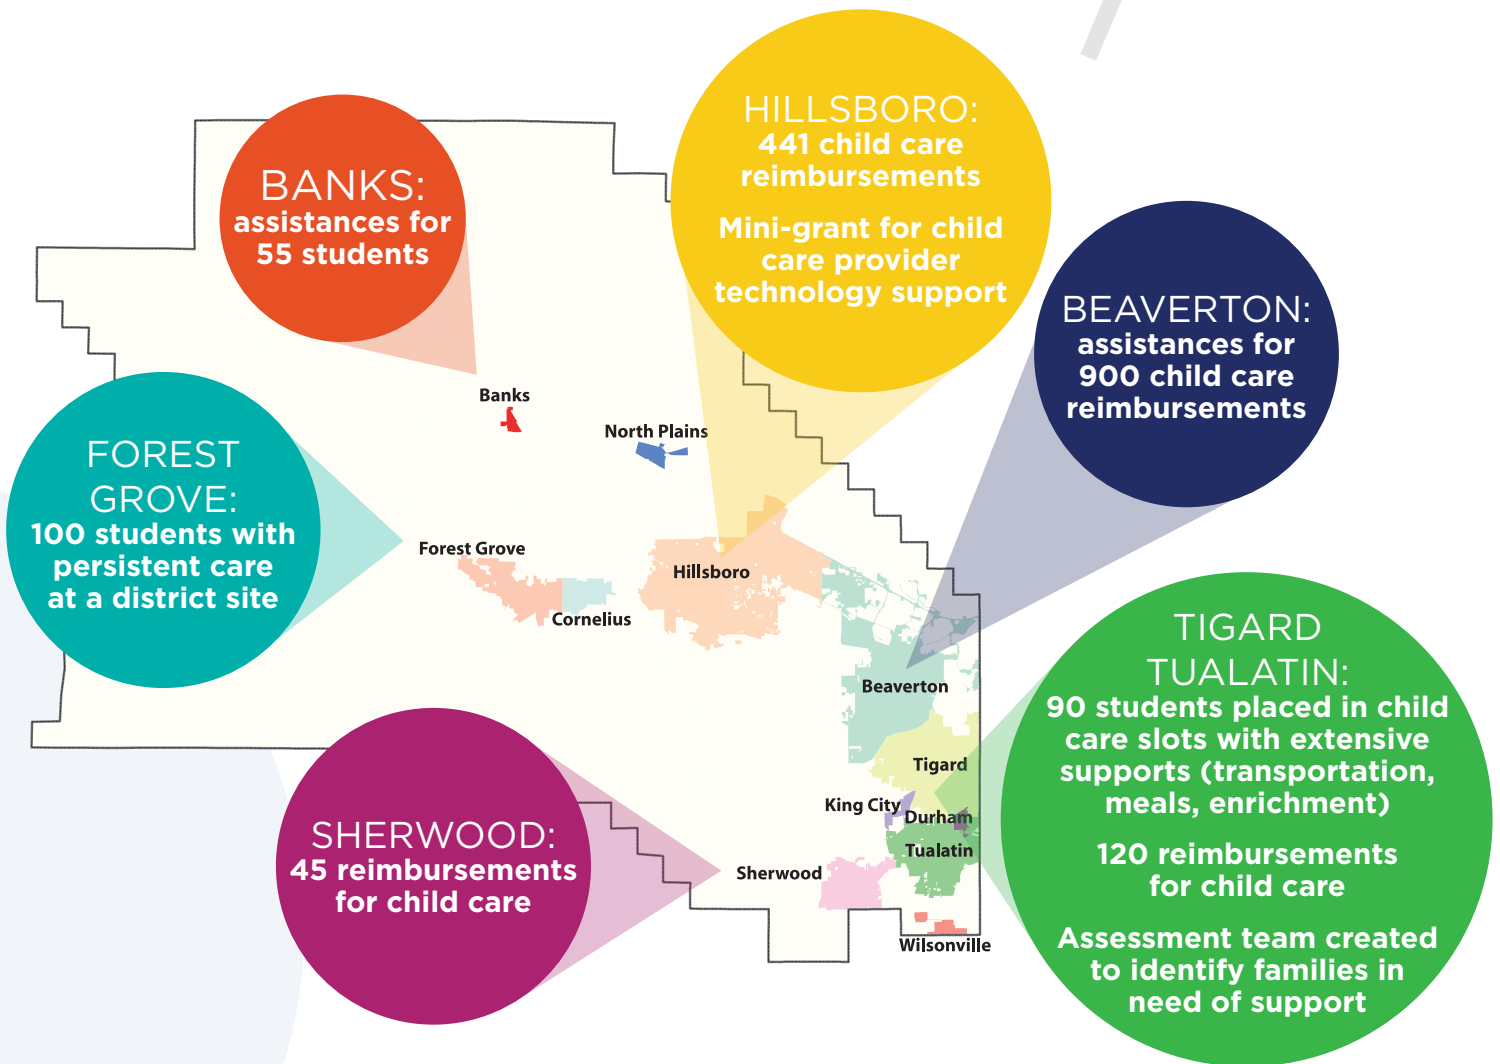 BANKS:
assistances for
55 students
HILLSBORO:
441 child care
reimbursements
Mini-grant for child
care provider
technology support
BEAVERTON:
assistances for
900 child care
reimbursements
FOREST
GROVE:
100 students with
persistent care
at a district site
Banks
North Plains
Forest Grove
Cornelius
Hillsboro
Beaverton
Tigard
King City
Durham
Tualatin
Sherwood
Wilsonville
SHERWOOD:
45 reimbursements
for child care
TIGARD
TUALATIN:
90 students placed in child
care slots with extensive
supports (transportation,
meals, enrichment)
120 reimbursements
for child care
Assessment team created
to identify families in
need of support